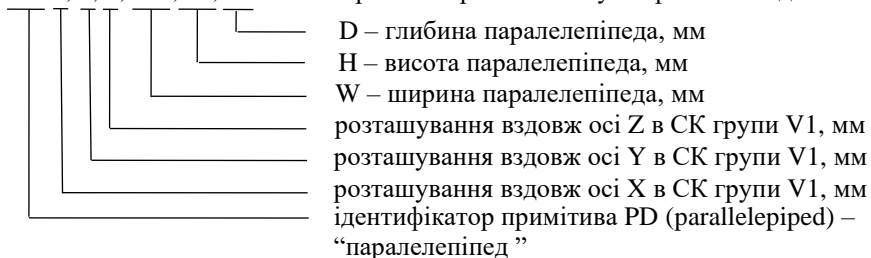 D – глибина паралелепіпеда, мм
H – висота паралелепіпеда, мм
W – ширина паралелепіпеда, мм
розташування вздовж осі Z в СК групи V1, мм
розташування вздовж осі Y в СК групи V1, мм
розташування вздовж осі X в СК групи V1, мм
ідентифікатор примітива PD (parallelepiped) –
“паралелепіпед ”